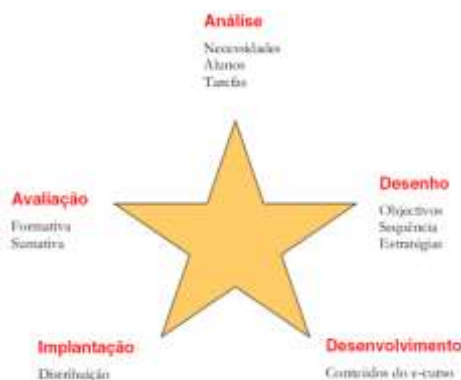 Análise
Necessidades
Alunos
Tarefas
Avaliação
Formativa
Sumativa
Desenho
Objectivos
Sequência
Estratégias
Implantação
Distribuição
Desenvolvimento
Conteúdos do e-curso